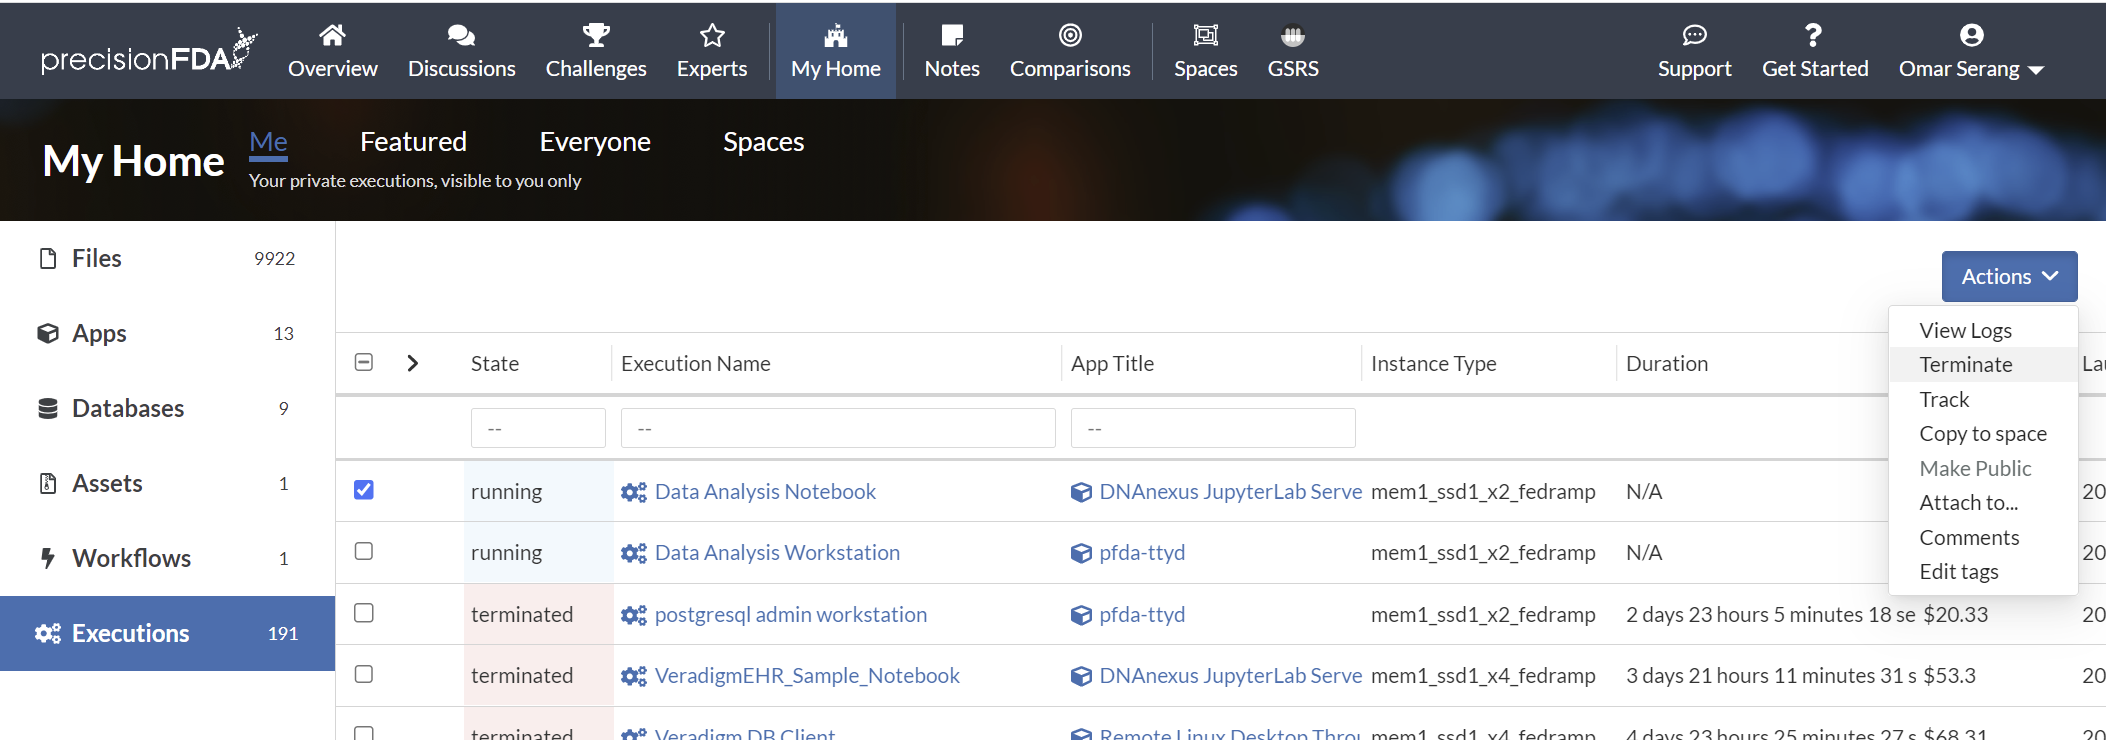 precisionFDA
Overview Discussions Challenges Experts My Home Notes Comparisons Spaces GSRS Support Get Started Omar Serang
My Home
Me Featured Everyone Spaces
Your private executions, visible to you only
Files 9922
Apps 13
Databases 9
Assets 1
Workflows 1
Executions 191
Actions
View Logs
Terminate
Track
Copy to space
Make Public
Attach to...
Comments
Edit tags
State Execution Name App Title Instance Type Duration Lau
-- -- --
running Data Analysis Notebook DNAnexus JupyterLab Serve mem1_ssd1_x2_fedramp N/A 20
running Data Analysis Workstation pfda-ttyd mem1_ssd1_x2_fedramp N/A 20
terminated postgresql admin workstation pfda-ttyd mem1_ssd1_x2_fedramp 2 days 23 hours 5 minutes 18 se $20.33 20
terminated VeradigmEHR_Sample_Notebook DNAnexus JupyterLab Serve mem1_ssd1_x4_fedramp 3 days 21 hours 11 minutes 31 s $53.3 20
terminated Veradigm DB Client Remote Linux Desktop Throu mem1_ssd1_x4_fedramp 4 days 23 hours 25 minutes 27 s $68.31 20